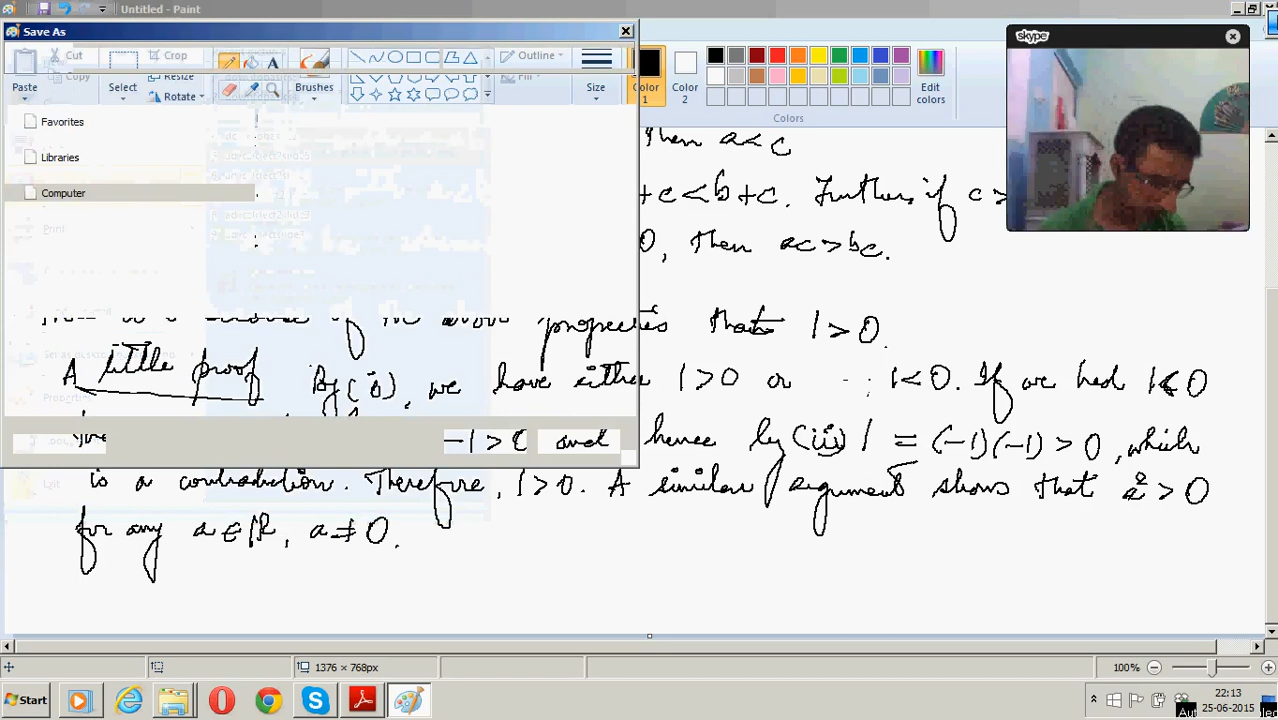 Untitled - Paint
Save As
skype
Cut
Copy
Paste
Select
Crop
Resize
Rotate
Brushes
Outline
Fill
Size
Color 1
Color 2
Edit colors
Colors
Favorites
Libraries
Computer
Print
Then a < c
+ c < b + c. Further if c >
0, then ac > bc.
properties that 1 > 0.
A little proof By (i), we have either 1 > 0 or 1 < 0. If we had 1 < 0
-1 > 0 and hence by (iii) 1 = (-1)(-1) > 0, which
is a contradiction. Therefore, 1 > 0. A similar argument shows that a² > 0
for any a ∈ ℝ, a ≠ 0.
1376 × 768px
100%
Start
22:13
25-06-2015